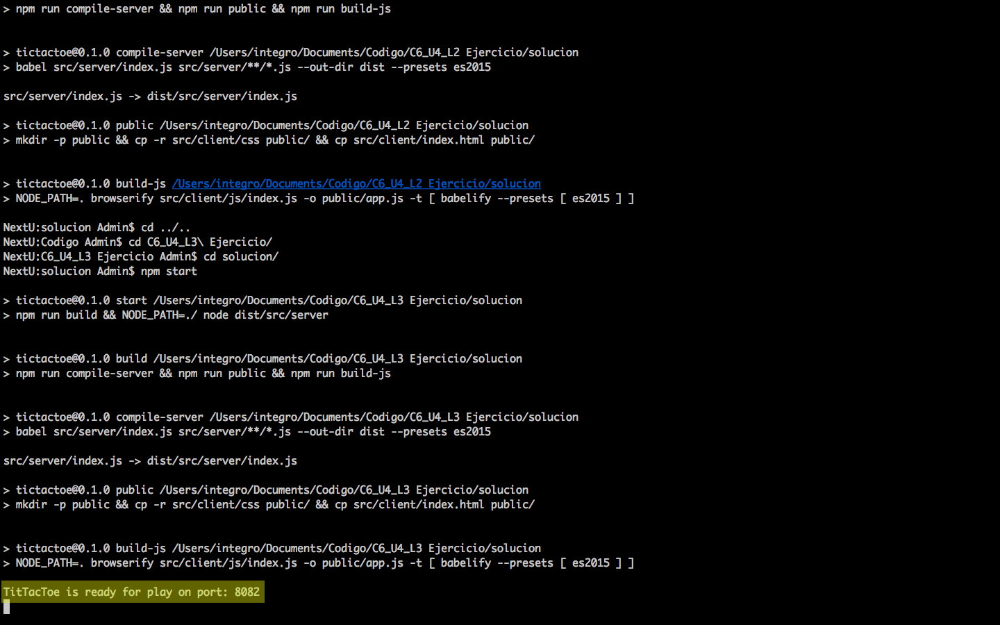 > npm run compile-server && npm run public && npm run build-js
> tictactoe@0.1.0 compile-server /Users/integro/Documents/Codigo/C6_U4_L2 Ejercicio/solucion
> babel src/server/index.js src/server/**/*.js --out-dir dist --presets es2015
src/server/index.js -> dist/src/server/index.js
> tictactoe@0.1.0 public /Users/integro/Documents/Codigo/C6_U4_L2 Ejercicio/solucion
> mkdir -p public && cp -r src/client/css public/ && cp src/client/index.html public/
> tictactoe@0.1.0 build-js /Users/integro/Documents/Codigo/C6_U4_L2 Ejercicio/solucion
> NODE_PATH=. browserify src/client/js/index.js -o public/app.js -t [ babelify --presets [ es2015 ] ]
NextU:solucion Admin$ cd ../..
NextU:Codigo Admin$ cd C6_U4_L3\ Ejercicio/
NextU:C6_U4_L3 Ejercicio Admin$ cd solucion/
NextU:solucion Admin$ npm start
> tictactoe@0.1.0 start /Users/integro/Documents/Codigo/C6_U4_L3 Ejercicio/solucion
> npm run build && NODE_PATH=./ node dist/src/server
> tictactoe@0.1.0 build /Users/integro/Documents/Codigo/C6_U4_L3 Ejercicio/solucion
> npm run compile-server && npm run public && npm run build-js
> tictactoe@0.1.0 compile-server /Users/integro/Documents/Codigo/C6_U4_L3 Ejercicio/solucion
> babel src/server/index.js src/server/**/*.js --out-dir dist --presets es2015
src/server/index.js -> dist/src/server/index.js
> tictactoe@0.1.0 public /Users/integro/Documents/Codigo/C6_U4_L3 Ejercicio/solucion
> mkdir -p public && cp -r src/client/css public/ && cp src/client/index.html public/
> tictactoe@0.1.0 build-js /Users/integro/Documents/Codigo/C6_U4_L3 Ejercicio/solucion
> NODE_PATH=. browserify src/client/js/index.js -o public/app.js -t [ babelify --presets [ es2015 ] ]
TitTacToe is ready for play on port: 8082